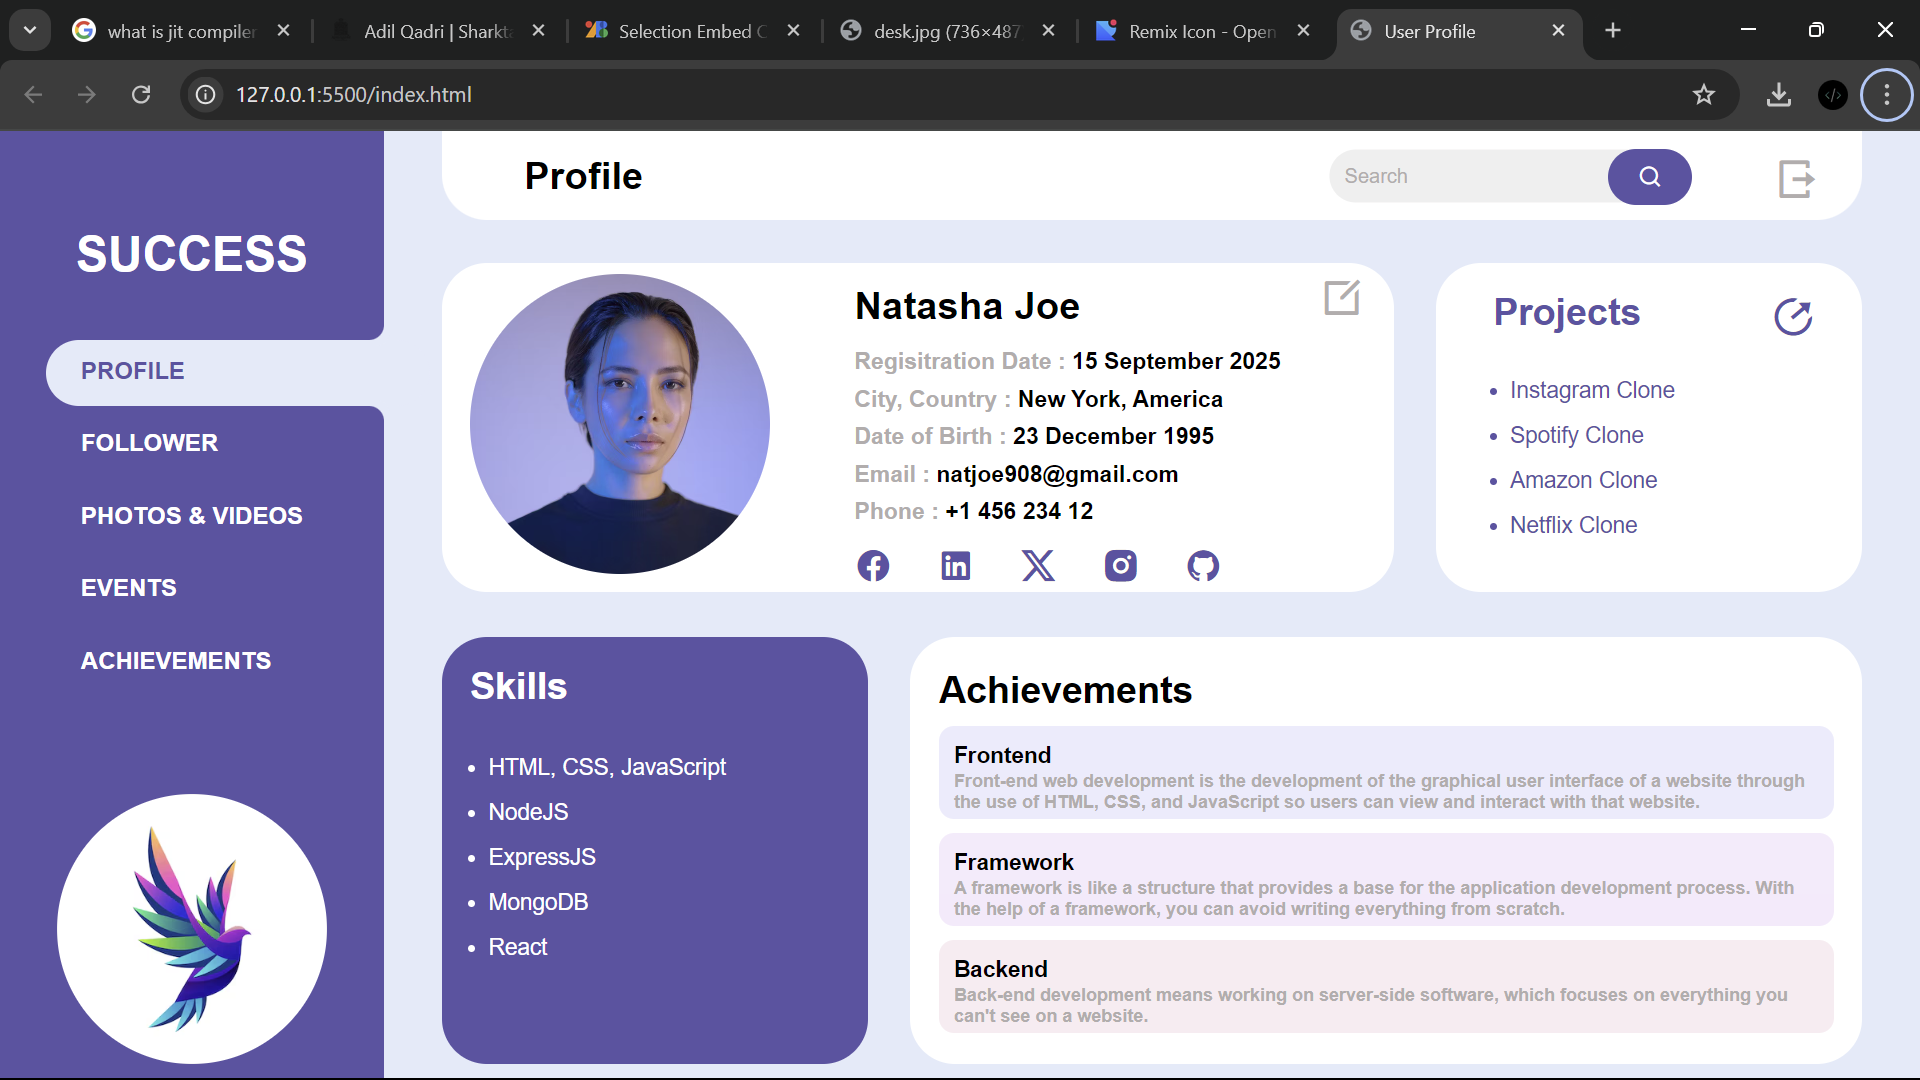 what is jit compiler
Adil Qadri | Sharkt
Selection Embed C
desk.jpg (736×487
Remix Icon - Open
User Profile
127.0.0.1:5500/index.html
SUCCESS
PROFILE
FOLLOWER
PHOTOS & VIDEOS
EVENTS
ACHIEVEMENTS
Profile
Search
Natasha Joe
Regisitration Date : 15 September 2025
City, Country : New York, America
Date of Birth : 23 December 1995
Email : natjoe908@gmail.com
Phone : +1 456 234 12
Projects
Instagram Clone
Spotify Clone
Amazon Clone
Netflix Clone
Skills
HTML, CSS, JavaScript
NodeJS
ExpressJS
MongoDB
React
Achievements
Frontend
Front-end web development is the development of the graphical user interface of a website through
the use of HTML, CSS, and JavaScript so users can view and interact with that website.
Framework
A framework is like a structure that provides a base for the application development process. With
the help of a framework, you can avoid writing everything from scratch.
Backend
Back-end development means working on server-side software, which focuses on everything you
can't see on a website.